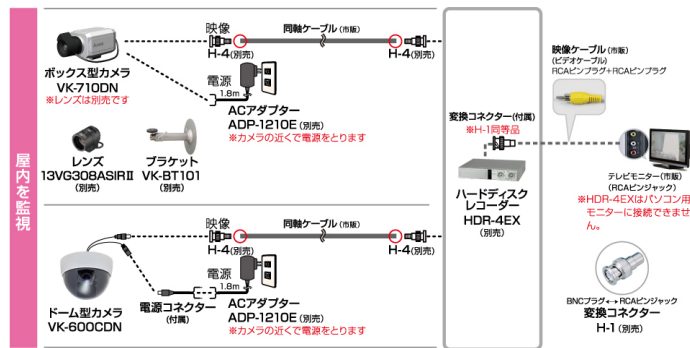 屋内を監視
ボックス型カメラ
VK-710DN
※レンズは別売です
レンズ
13VG308ASIRⅡ
(別売)
ブラケット
VK-BT101
(別売)
映像
H-4(別売)
同軸ケーブル(市販)
H-4(別売)
電源
1.8m
ACアダプター
ADP-1210E(別売)
※カメラの近くで電源をとります
ドーム型カメラ
VK-600CDN
電源コネクター
(付属)
映像
H-4(別売)
同軸ケーブル(市販)
H-4(別売)
電源
1.8m
ACアダプター
ADP-1210E(別売)
※カメラの近くで電源をとります
変換コネクター(付属)
※H-1同等品
ハードディスク
レコーダー
HDR-4EX
(別売)
映像ケーブル(市販)
(ビデオケーブル)
RCAピンプラグ+RCAピンプラグ
テレビモニター(市販)
(RCAピンジャック)
※HDR-4EXはパソコン用
モニターに接続できませ
ん。
BNCプラグ↔RCAピンジャック
変換コネクター
H-1(別売)